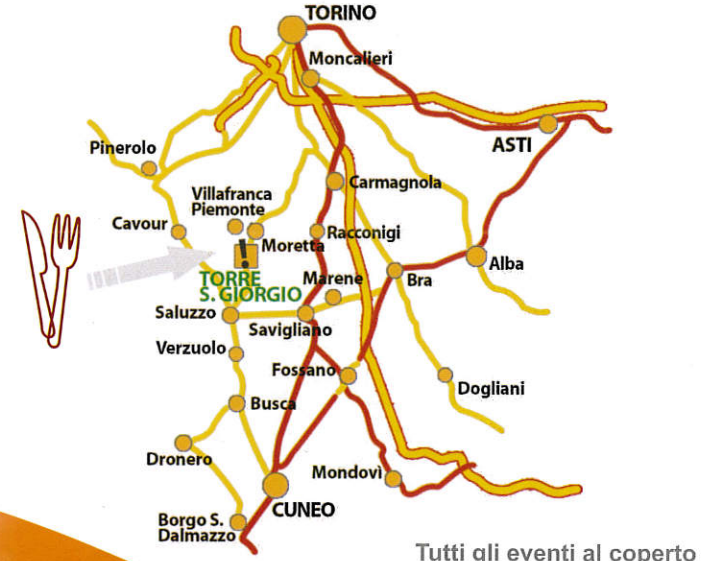 TORINO
Moncalieri
ASTI
Pinerolo
Carmagnola
Villafranca
Piemonte
Cavour
Racconigi
Moretta
!
Alba
Bra
Marene
TORRE
S. GIORGIO
Saluzzo
Savigliano
Verzuolo
Fossano
Dogliani
Busca
Dronero
Mondovì
CUNEO
Borgo S.
Dalmazzo
Tutti gli eventi al coperto